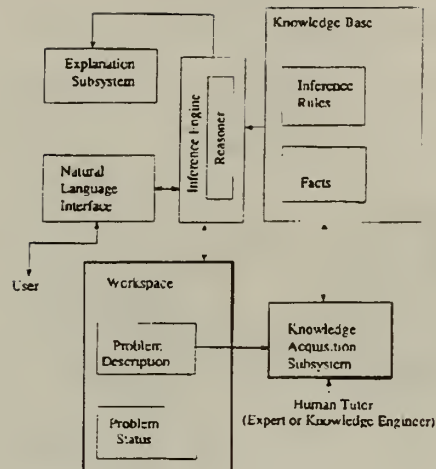 Knowledge Base
Explanation
Subsystem
Inference Engine
Reasoner
Inference
Rules
Facts
Natural
Language
Interface
User
Workspace
Problem
Description
Problem
Status
Knowledge
Acquisition
Subsystem
Human Tutor
(Expert or Knowledge Engineer)